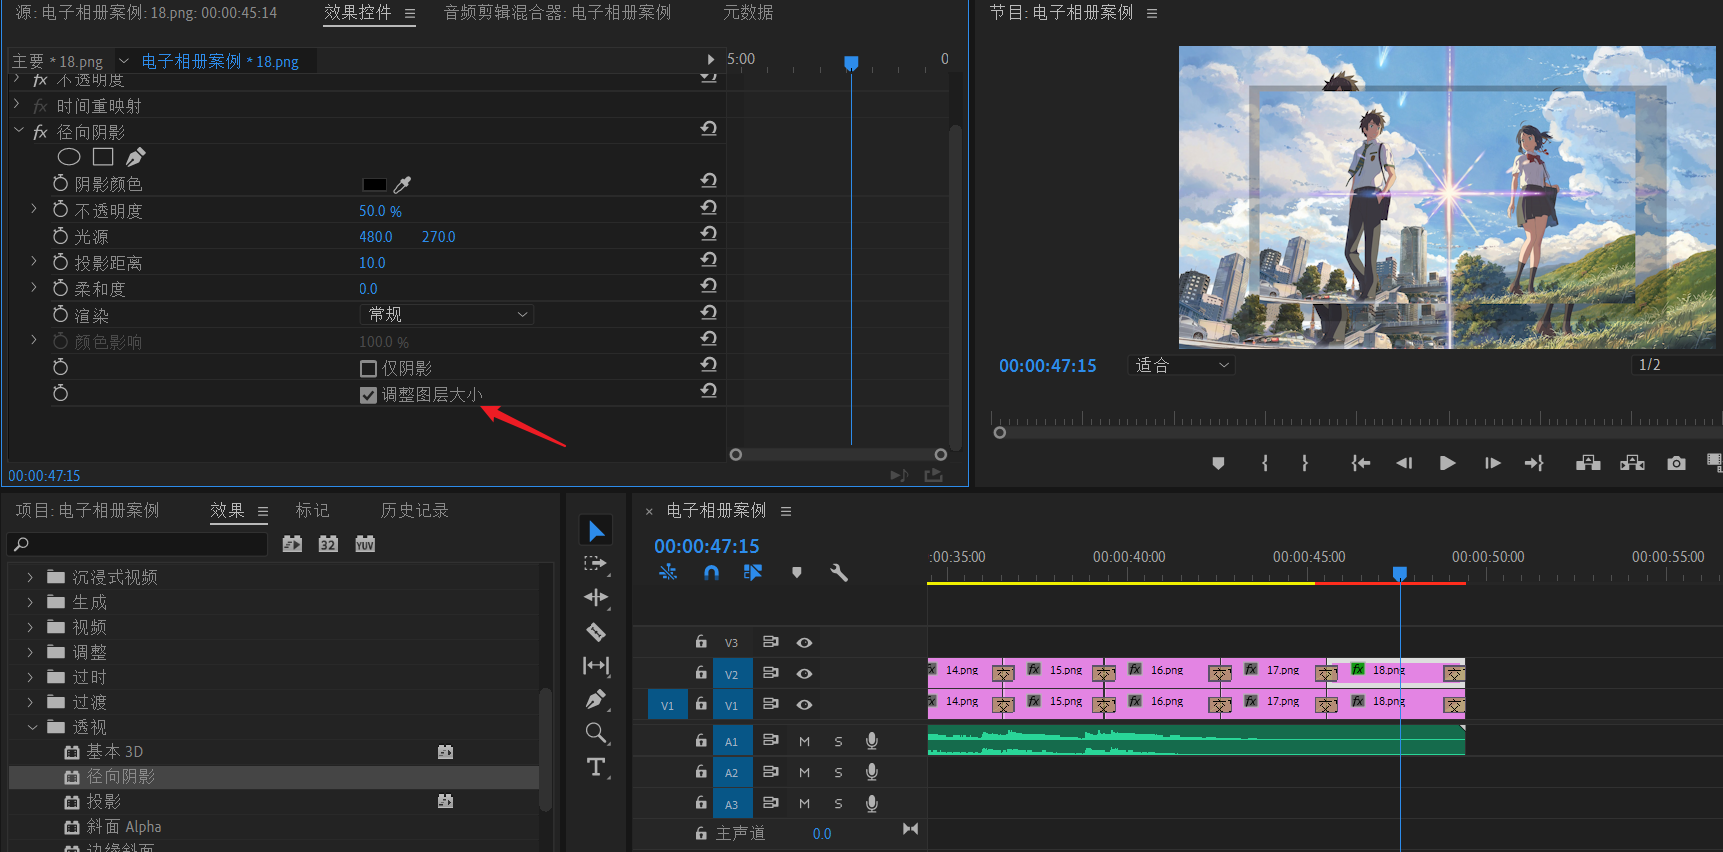 源: 电子相册案例: 18.png: 00:00:45:14
效果控件
音频剪辑混合器: 电子相册案例
元数据
主要 * 18.png
电子相册案例 * 18.png
5:00
0
fx 不透明度
fx 时间重映射
fx 径向阴影
阴影颜色
不透明度
50.0 %
光源
480.0 270.0
投影距离
10.0
柔和度
0.0
渲染
常规
颜色影响
100.0 %
仅阴影
调整图层大小
00:00:47:15
节目: 电子相册案例
00:00:47:15
适合
1/2
项目: 电子相册案例
效果
标记
历史记录
32
YUV
沉浸式视频
生成
视频
调整
过时
过渡
透视
基本 3D
径向阴影
投影
斜面 Alpha
边缘斜面
T
× 电子相册案例
00:00:47:15
:00:35:00
00:00:40:00
00:00:45:00
00:00:50:00
00:00:55:00
V3
V2
fx 14.png
fx 15.png
fx 16.png
fx 17.png
fx 18.png
V1
V1
fx 14.png
fx 15.png
fx 16.png
fx 17.png
fx 18.png
A1
M S
A2
M S
A3
M S
主声道
0.0